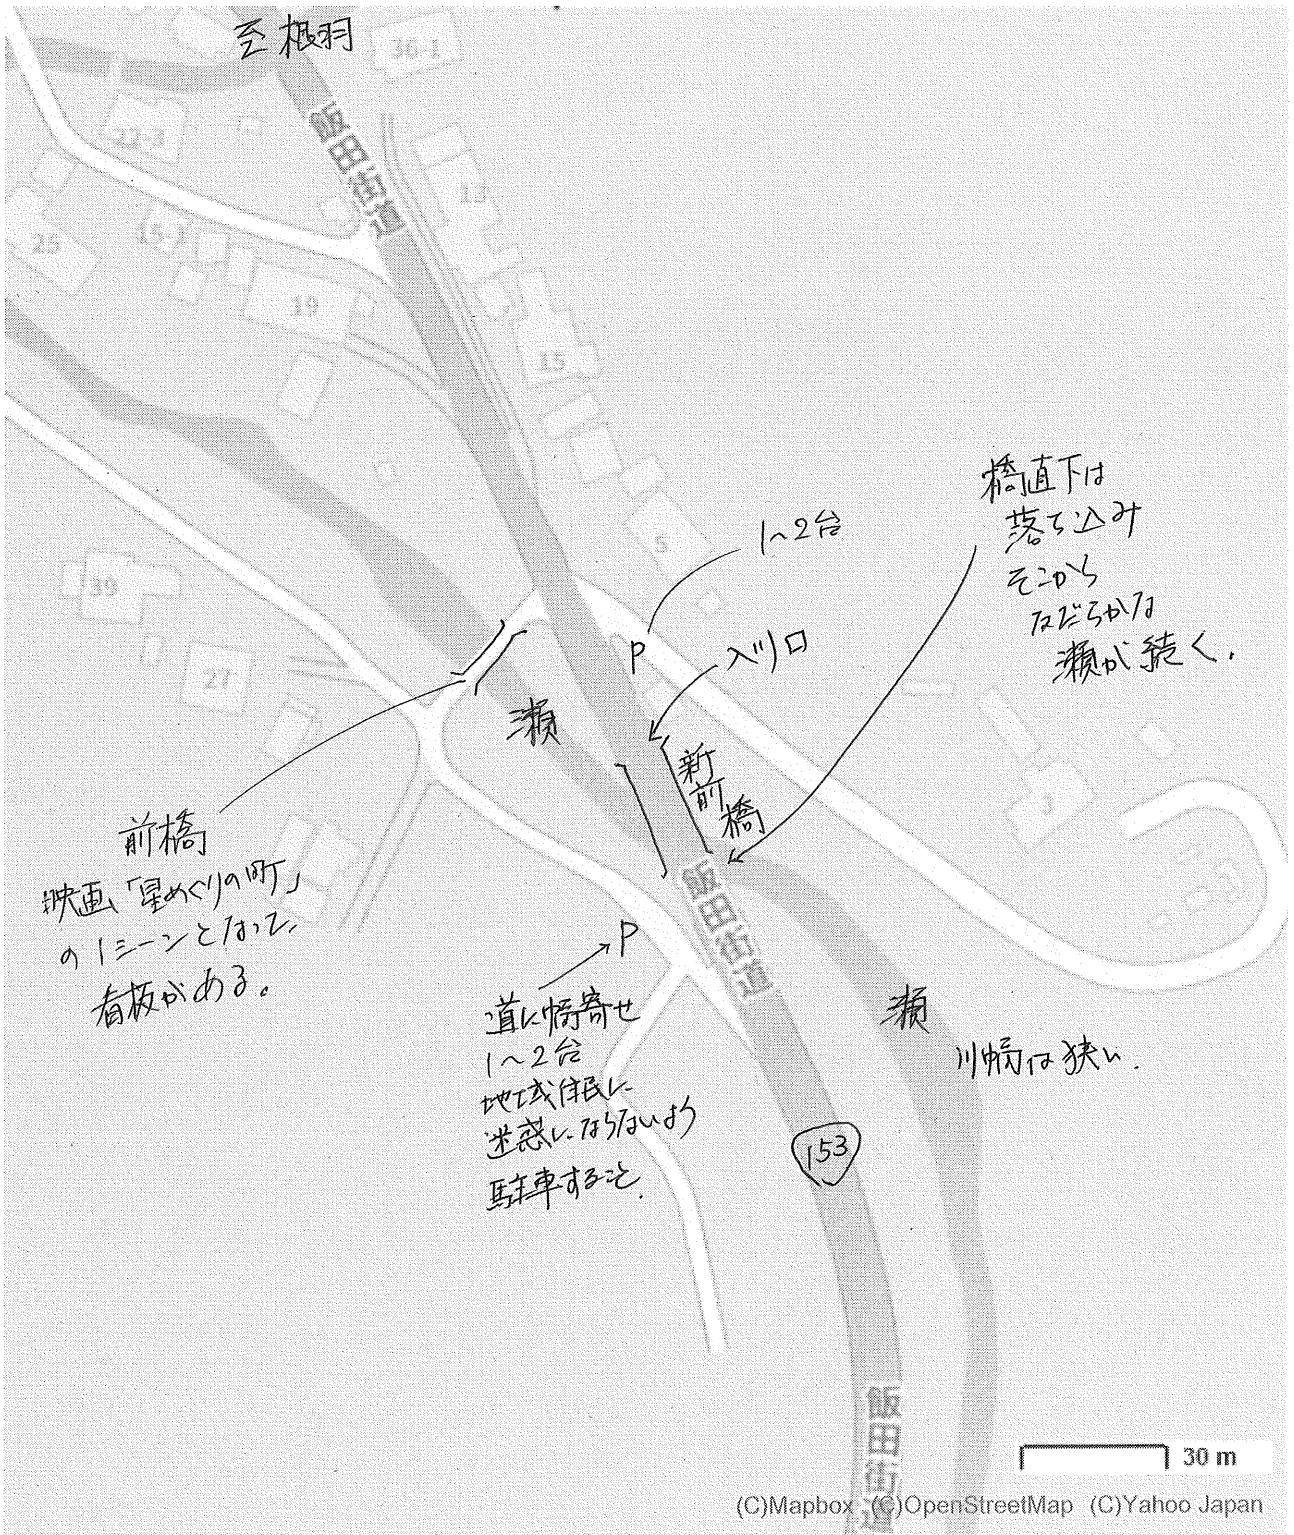 至 根羽
36-1
飯田街道
22-3
13
25
15-1
19
15
橋直下は
落ち込み
そこから
なだらかな
瀬が続く.
1~2台
5
39
P
入川口
27
瀬
新前橋
3
前橋
映画「星めぐりの町」
の1シーンとなって、
看板がある。
飯田街道
P
道に幅寄せ
1~2台
地域住民に
迷惑にならないよう
駐車すること.
瀬
川幅は狭い.
153
飯田街道
30 m
(C)Mapbox (C)OpenStreetMap (C)Yahoo Japan